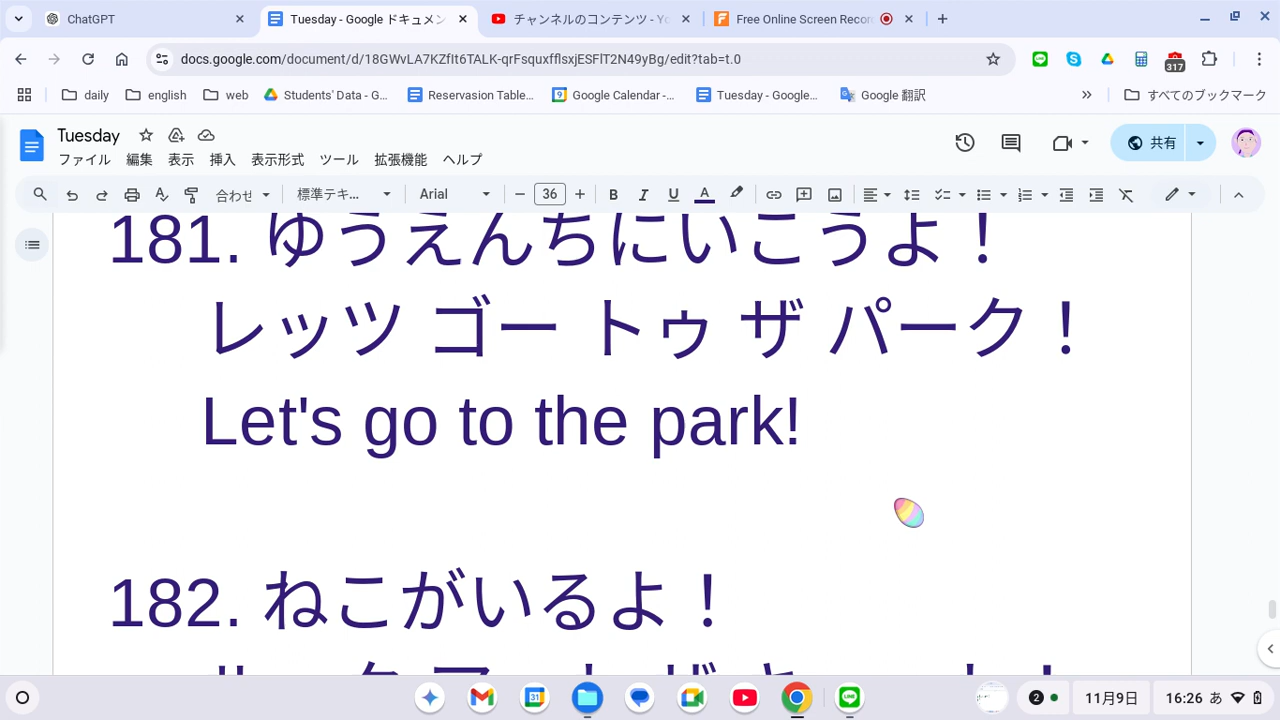 ChatGPT
Tuesday - Google ドキュメン
チャンネルのコンテンツ - Yo
Free Online Screen Recor
docs.google.com/document/d/
/edit?tab=t.0
317
daily
english
web
Students' Data - G...
Reservasion Table...
Google Calendar -...
Tuesday - Google...
Google 翻訳
すべてのブックマーク
Tuesday
ファイル 編集 表示 挿入 表示形式 ツール 拡張機能 ヘルプ
共有
合わせ
標準テキ...
Arial
36
B I U A
181. ゆうえんちにいこうよ！
レッツ ゴー トゥ ザ パーク！
Let's go to the park!
182. ねこがいるよ！
2
11月9日
16:26 あ